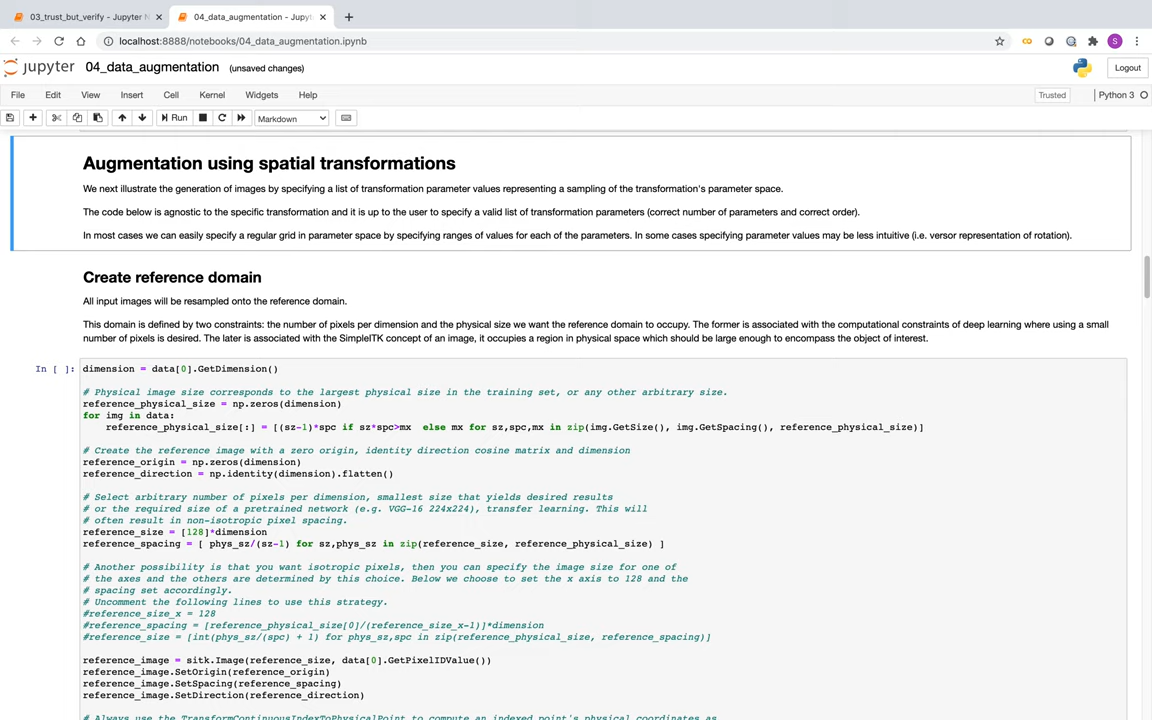 03_trust_but_verify - Jupyter N
04_data_augmentation - Jupyt
localhost:8888/notebooks/04_data_augmentation.ipynb
S
jupyter 04_data_augmentation (unsaved changes)
Logout
File Edit View Insert Cell Kernel Widgets Help
Trusted Python 3
Run Markdown
Augmentation using spatial transformations
We next illustrate the generation of images by specifying a list of transformation parameter values representing a sampling of the transformation's parameter space.
The code below is agnostic to the specific transformation and it is up to the user to specify a valid list of transformation parameters (correct number of parameters and correct order).
In most cases we can easily specify a regular grid in parameter space by specifying ranges of values for each of the parameters. In some cases specifying parameter values may be less intuitive (i.e. versor representation of rotation).
Create reference domain
All input images will be resampled onto the reference domain.
This domain is defined by two constraints: the number of pixels per dimension and the physical size we want the reference domain to occupy. The former is associated with the computational constraints of deep learning where using a small
number of pixels is desired. The later is associated with the SimpleITK concept of an image, it occupies a region in physical space which should be large enough to encompass the object of interest.
In [ ]: dimension = data[0].GetDimension()
# Physical image size corresponds to the largest physical size in the training set, or any other arbitrary size.
reference_physical_size = np.zeros(dimension)
for img in data:
    reference_physical_size[:] = [(sz-1)*spc if sz*spc>mx  else mx for sz,spc,mx in zip(img.GetSize(), img.GetSpacing(), reference_physical_size)]
# Create the reference image with a zero origin, identity direction cosine matrix and dimension
reference_origin = np.zeros(dimension)
reference_direction = np.identity(dimension).flatten()
# Select arbitrary number of pixels per dimension, smallest size that yields desired results
# or the required size of a pretrained network (e.g. VGG-16 224x224), transfer learning. This will
# often result in non-isotropic pixel spacing.
reference_size = [128]*dimension
reference_spacing = [ phys_sz/(sz-1) for sz,phys_sz in zip(reference_size, reference_physical_size) ]
# Another possibility is that you want isotropic pixels, then you can specify the image size for one of
# the axes and the others are determined by this choice. Below we choose to set the x axis to 128 and the
# spacing set accordingly.
# Uncomment the following lines to use this strategy.
#reference_size_x = 128
#reference_spacing = [reference_physical_size[0]/(reference_size_x-1)]*dimension
#reference_size = [int(phys_sz/(spc) + 1) for phys_sz,spc in zip(reference_physical_size, reference_spacing)]
reference_image = sitk.Image(reference_size, data[0].GetPixelIDValue())
reference_image.SetOrigin(reference_origin)
reference_image.SetSpacing(reference_spacing)
reference_image.SetDirection(reference_direction)
# Always use the TransformContinuousIndexToPhysicalPoint to compute an indexed point's physical coordinates as